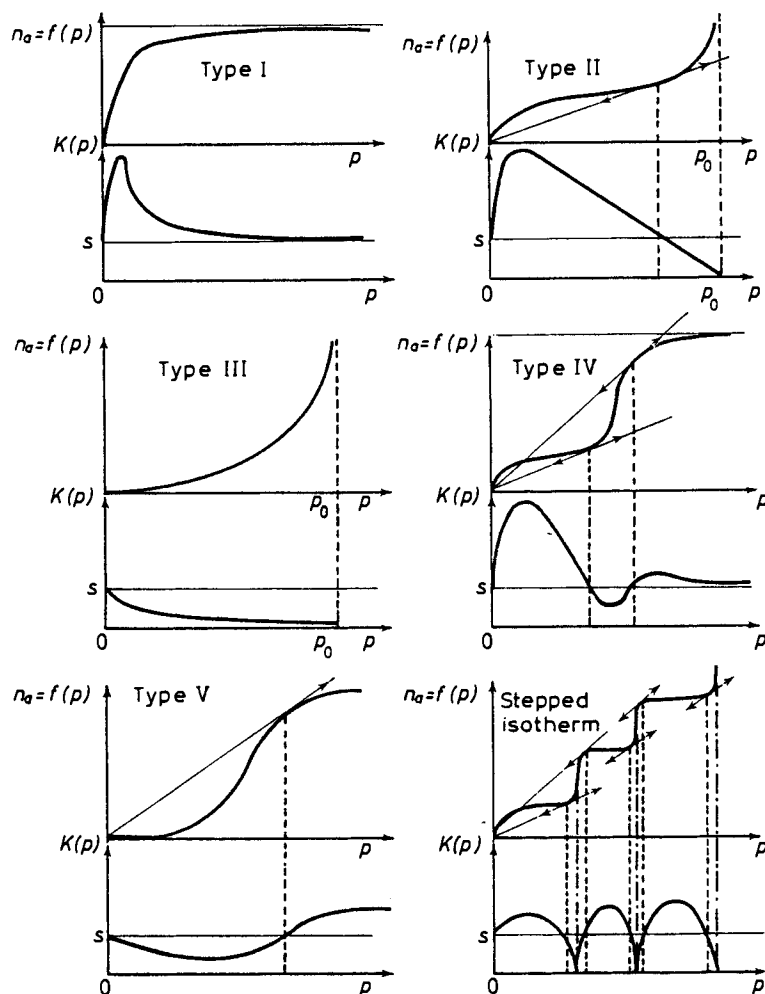 nₐ=f(p)
Type I
K(p)
p
s
0
p
nₐ=f(p)
Type II
K(p)
p₀ p
s
0
p₀ p
nₐ=f(p)
Type III
K(p)
p₀ p
s
0
p₀ p
nₐ=f(p)
Type IV
K(p)
p
s
0
p
nₐ=f(p)
Type V
K(p)
p
s
0
p
nₐ=f(p)
Stepped
isotherm
K(p)
p
s
0
p